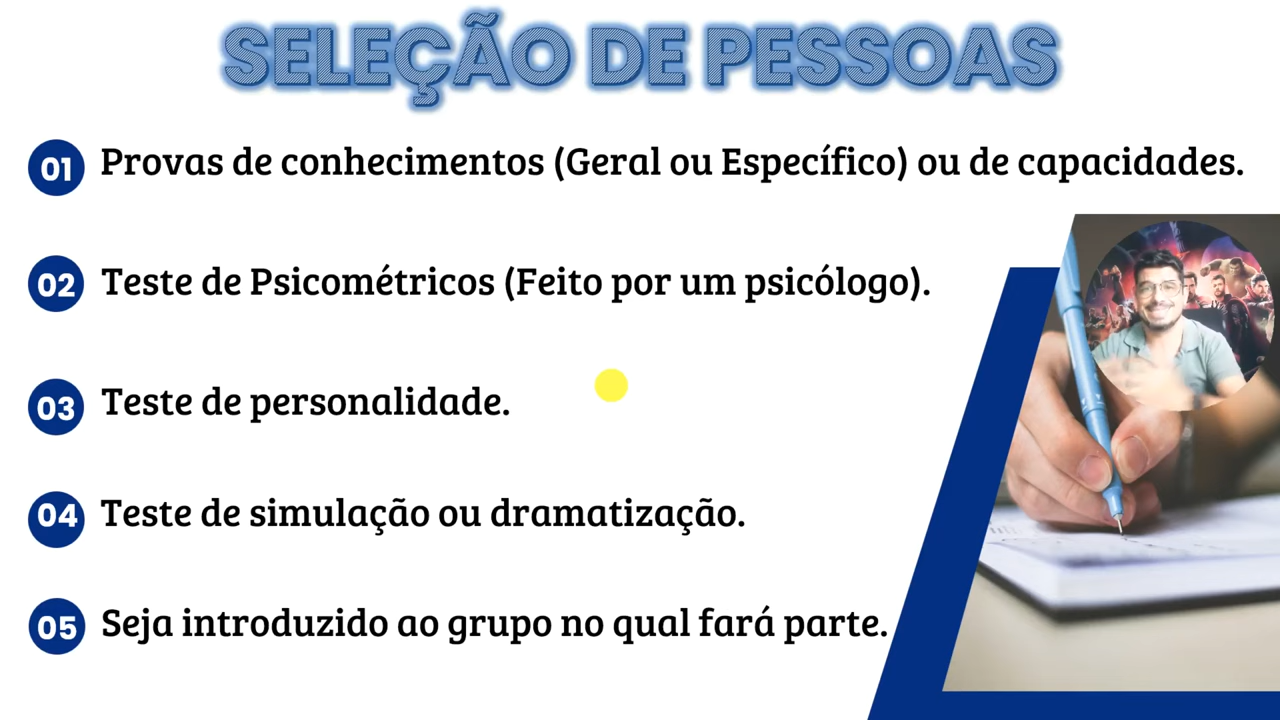 SELEÇÃO DE PESSOAS
01 Provas de conhecimentos (Geral ou Específico) ou de capacidades.
02 Teste de Psicométricos (Feito por um psicólogo).
03 Teste de personalidade.
04 Teste de simulação ou dramatização.
05 Seja introduzido ao grupo no qual fará parte.